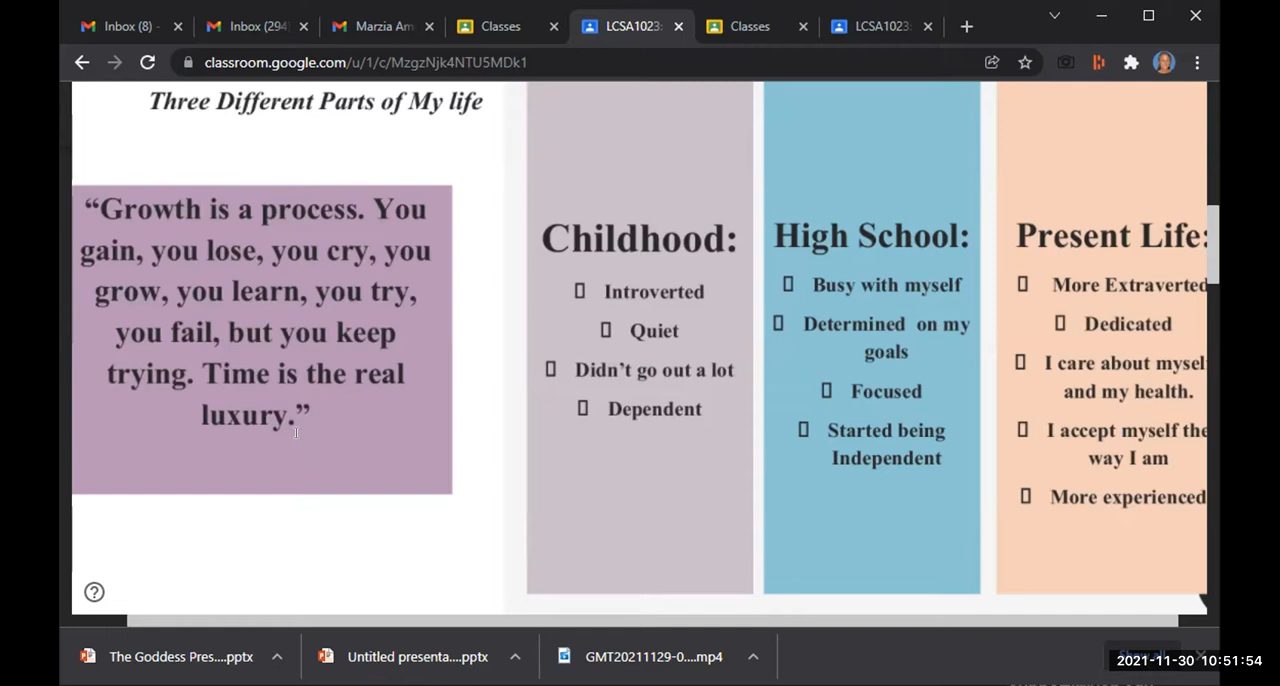 Inbox (8) -
Inbox (294)
Marzia Am
Classes
LCSA1023:
Classes
LCSA1023:
classroom.google.com/u/1/c/MzgzNjk4NTU5MDk1
Three Different Parts of My life
“Growth is a process. You
gain, you lose, you cry, you
grow, you learn, you try,
you fail, but you keep
trying. Time is the real
luxury.”
Childhood:
Introverted
Quiet
Didn’t go out a lot
Dependent
High School:
Busy with myself
Determined on my
goals
Focused
Started being
Independent
Present Life:
More Extraverted
Dedicated
I care about myself
and my health.
I accept myself the
way I am
More experienced
The Goddess Pres....pptx
Untitled presenta....pptx
GMT20211129-0....mp4
2021-11-30 10:51:54